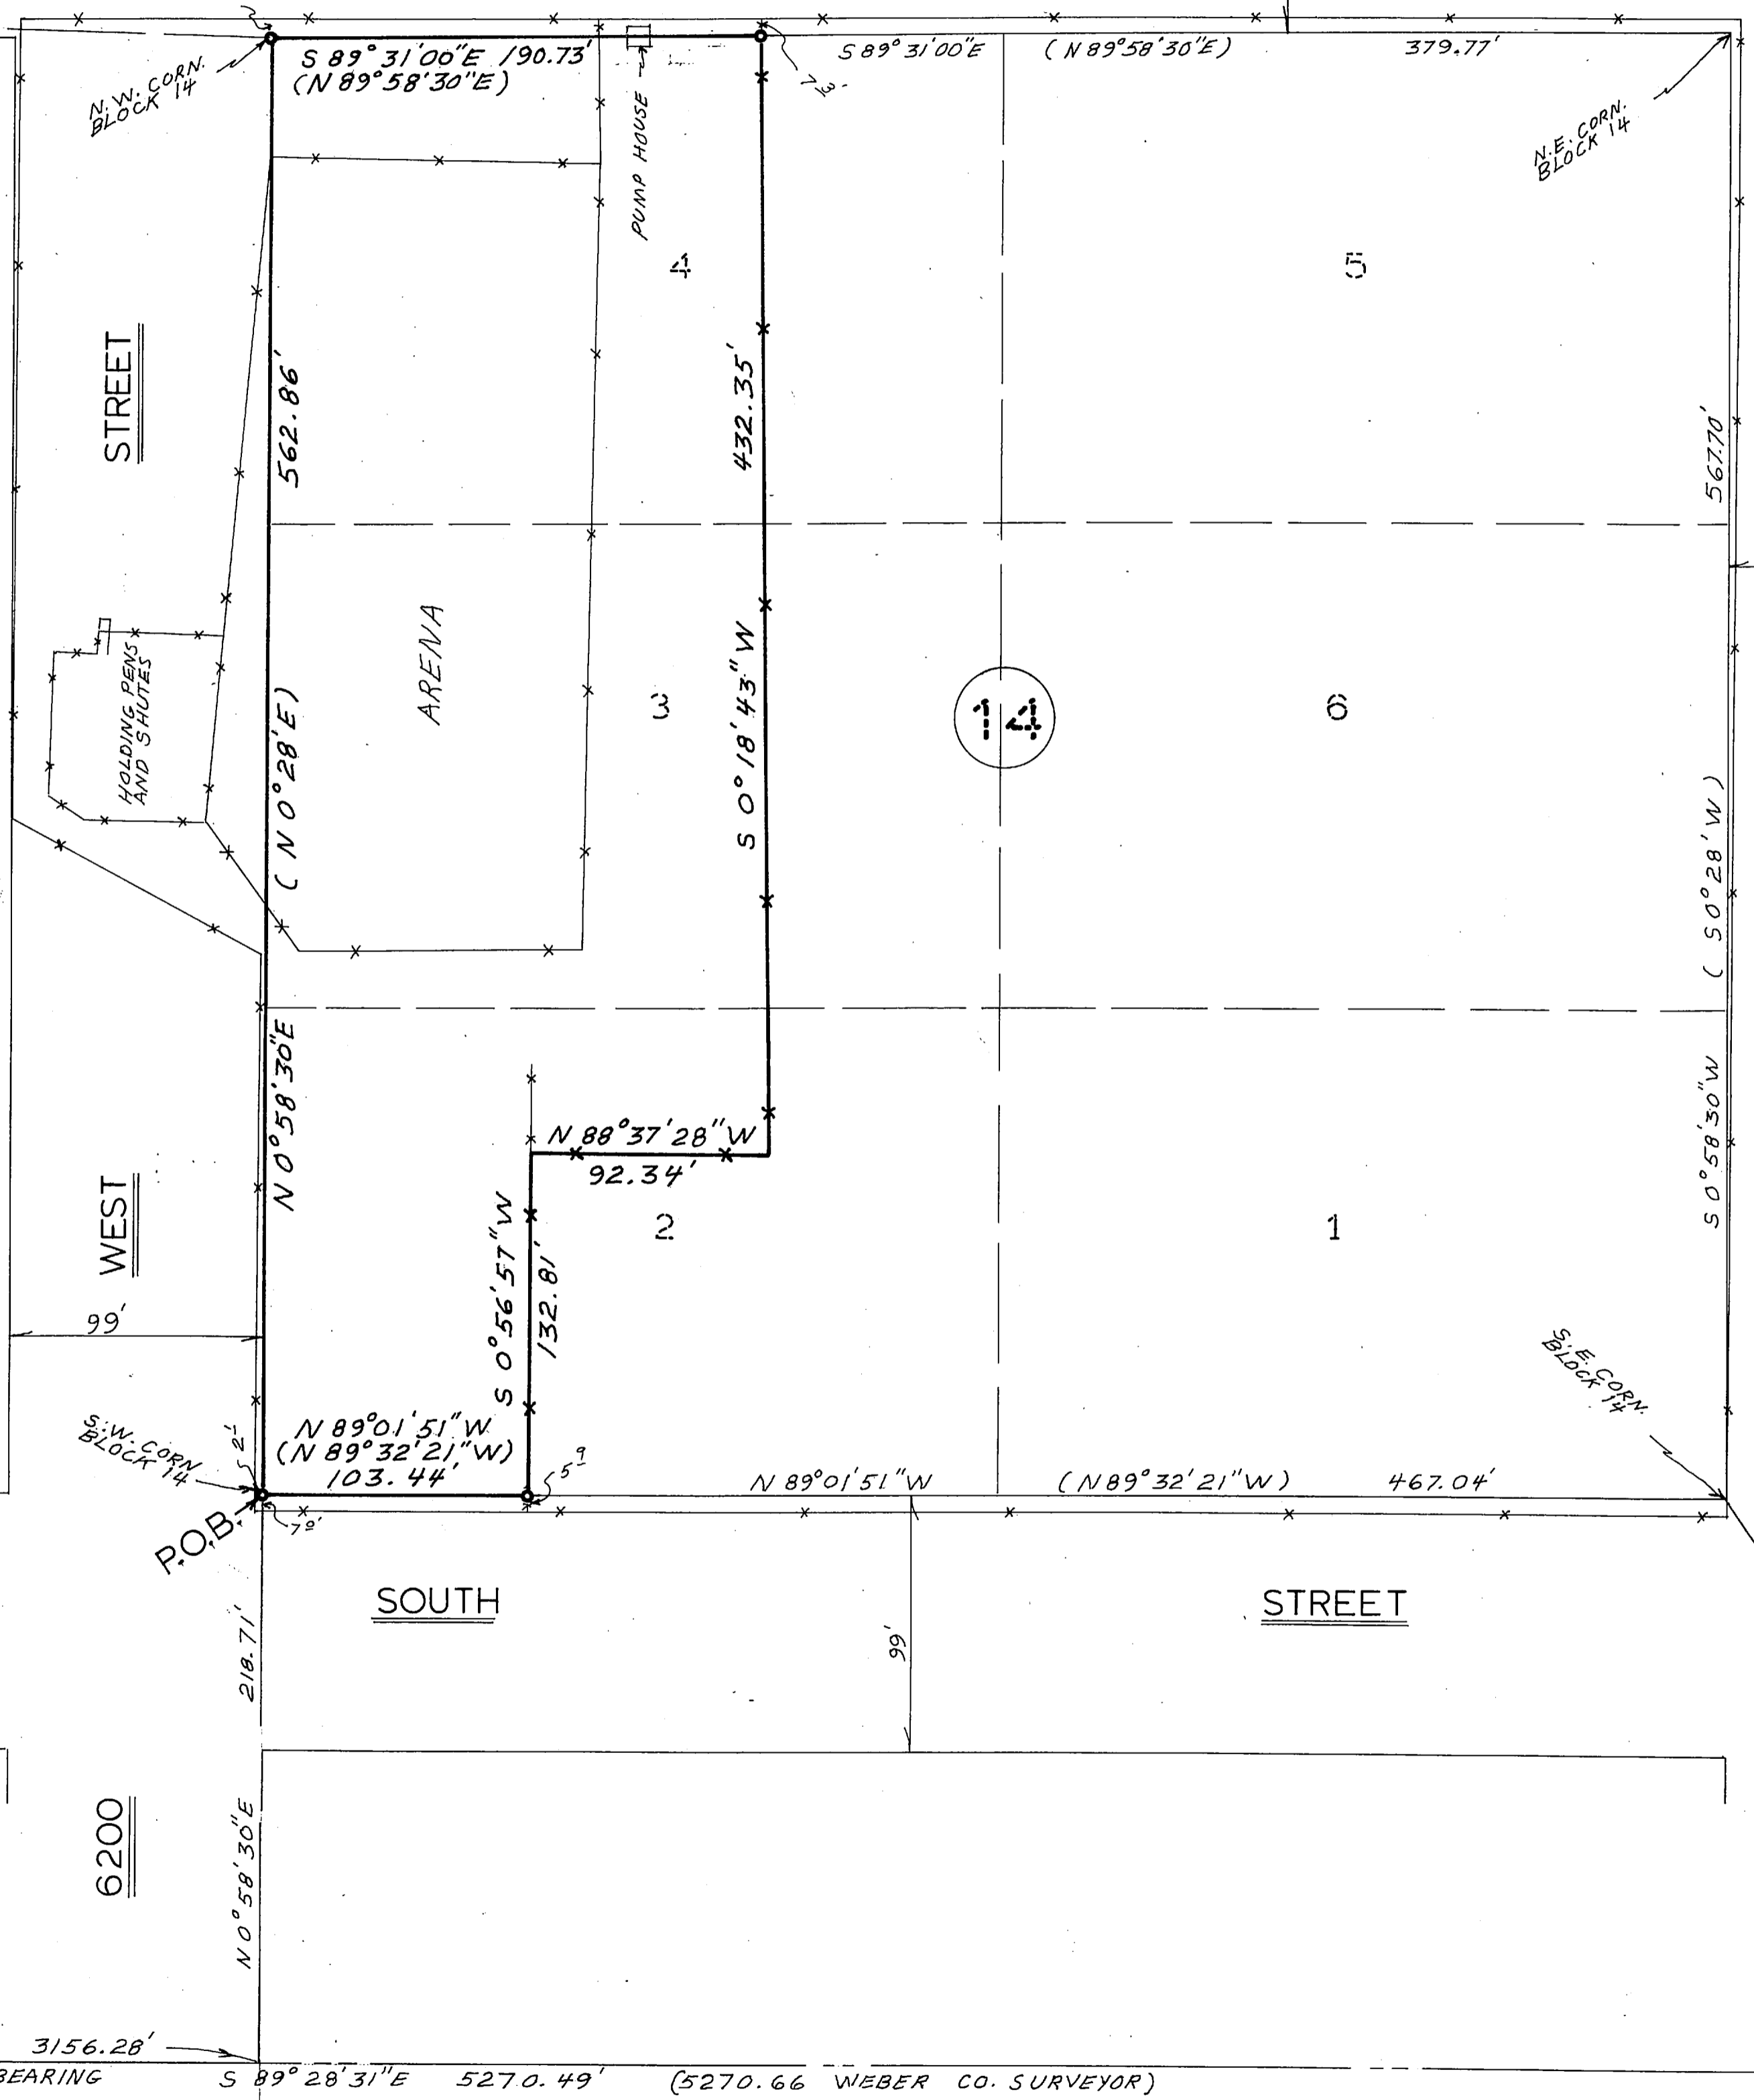 N.W. CORN.
BLOCK 14
S 89° 31' 00" E 190.73'
(N 89° 58' 30" E)
PUMP HOUSE
S 89° 31' 00" E (N 89° 58' 30" E) 379.77'
N.E. CORN.
BLOCK 14
4
5
STREET
562.86'
432.35'
567.70'
HOLDING PENS
AND SHUTES
ARENA
(N 0° 28' E)
3
S 0° 18' 43" W
14
6
(S 0° 28' W)
N 0° 58' 30" E
S 0° 58' 30" W
N 88° 37' 28" W
92.34'
WEST
99'
S 0° 56' 57" W
132.81'
2
1
S.W. CORN
BLOCK 14
N 89° 01' 51" W
(N 89° 32' 21" W)
103.44'
N 89° 01' 51" W (N 89° 32' 21" W) 467.04'
S.E. CORN.
BLOCK 14
P.O.B.
SOUTH
STREET
218.71'
99'
6200
N 0° 58' 30" E
3156.28'
BEARING S 89° 28' 31" E 5270.49' (5270.66 WEBER CO. SURVEYOR)